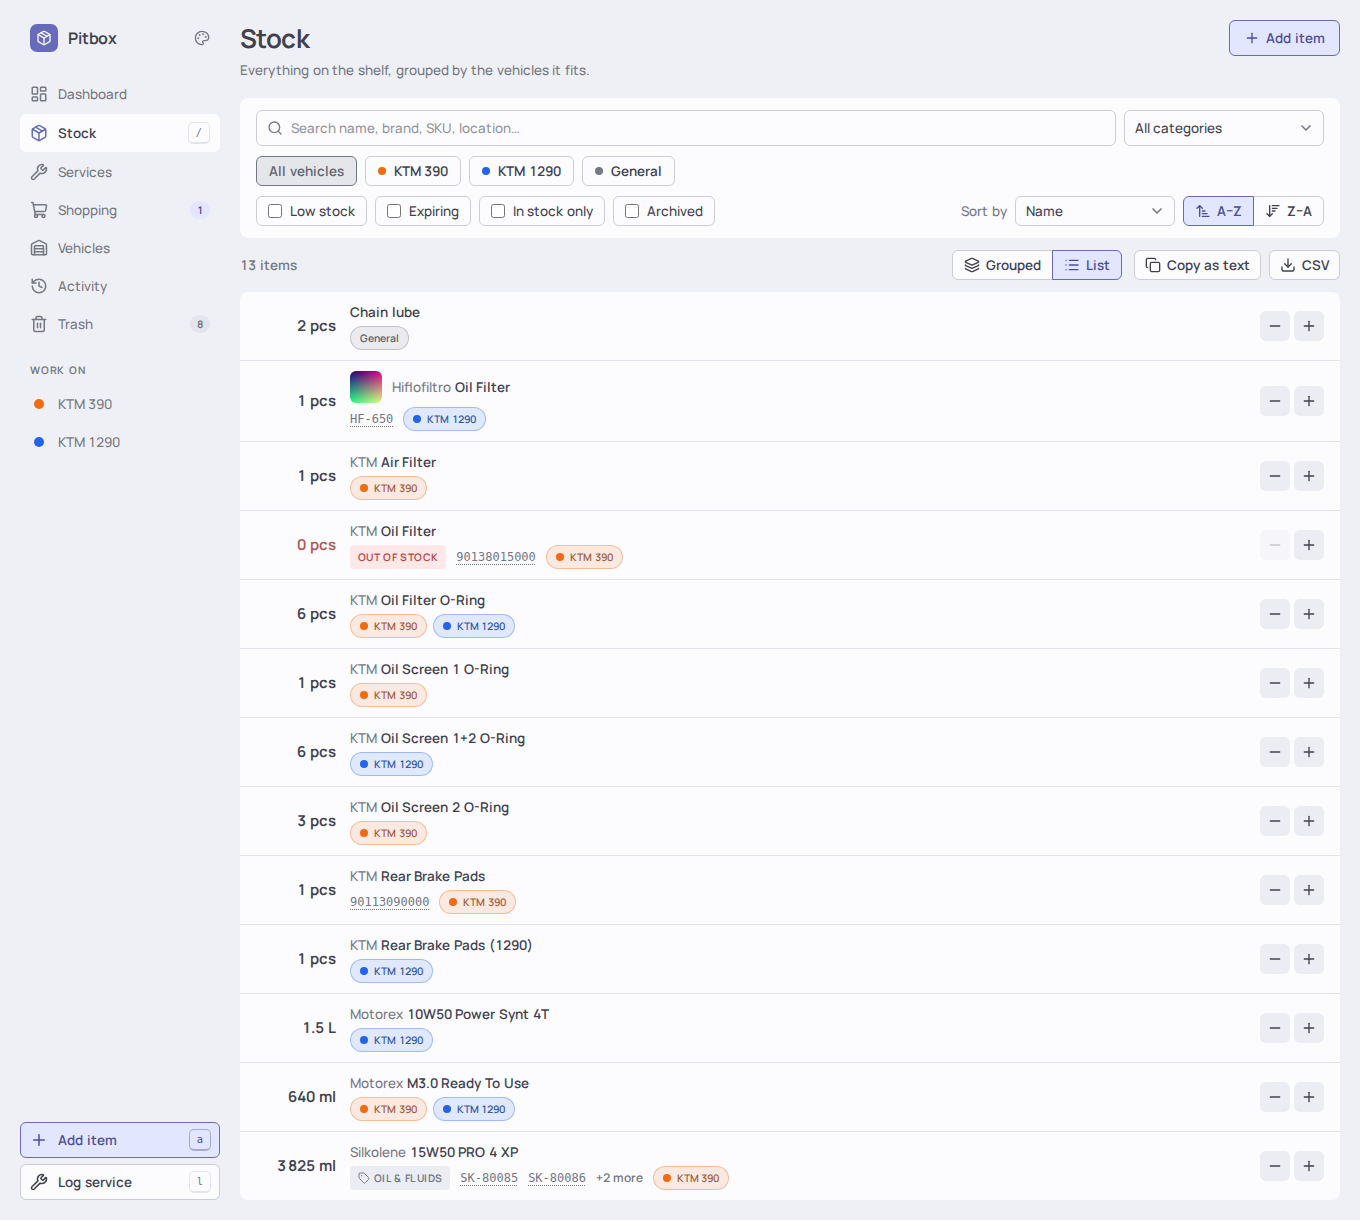 Pitbox
Dashboard
Stock /
Services
Shopping 1
Vehicles
Activity
Trash 8
WORK ON
KTM 390
KTM 1290
Add item a
Log service l
Stock
Add item
Everything on the shelf, grouped by the vehicles it fits.
Search name, brand, SKU, location…
All categories
All vehicles KTM 390 KTM 1290 General
Low stock Expiring In stock only Archived Sort by Name A–Z Z–A
13 items Grouped List Copy as text CSV
2 pcs Chain lube
General
1 pcs Hiflofiltro Oil Filter
HF-650 KTM 1290
1 pcs KTM Air Filter
KTM 390
0 pcs KTM Oil Filter
OUT OF STOCK 90138015000 KTM 390
6 pcs KTM Oil Filter O-Ring
KTM 390 KTM 1290
1 pcs KTM Oil Screen 1 O-Ring
KTM 390
6 pcs KTM Oil Screen 1+2 O-Ring
KTM 1290
3 pcs KTM Oil Screen 2 O-Ring
KTM 390
1 pcs KTM Rear Brake Pads
90113090000 KTM 390
1 pcs KTM Rear Brake Pads (1290)
KTM 1290
1.5 L Motorex 10W50 Power Synt 4T
KTM 1290
640 ml Motorex M3.0 Ready To Use
KTM 390 KTM 1290
3 825 ml Silkolene 15W50 PRO 4 XP
OIL & FLUIDS SK-80085 SK-80086 +2 more KTM 390